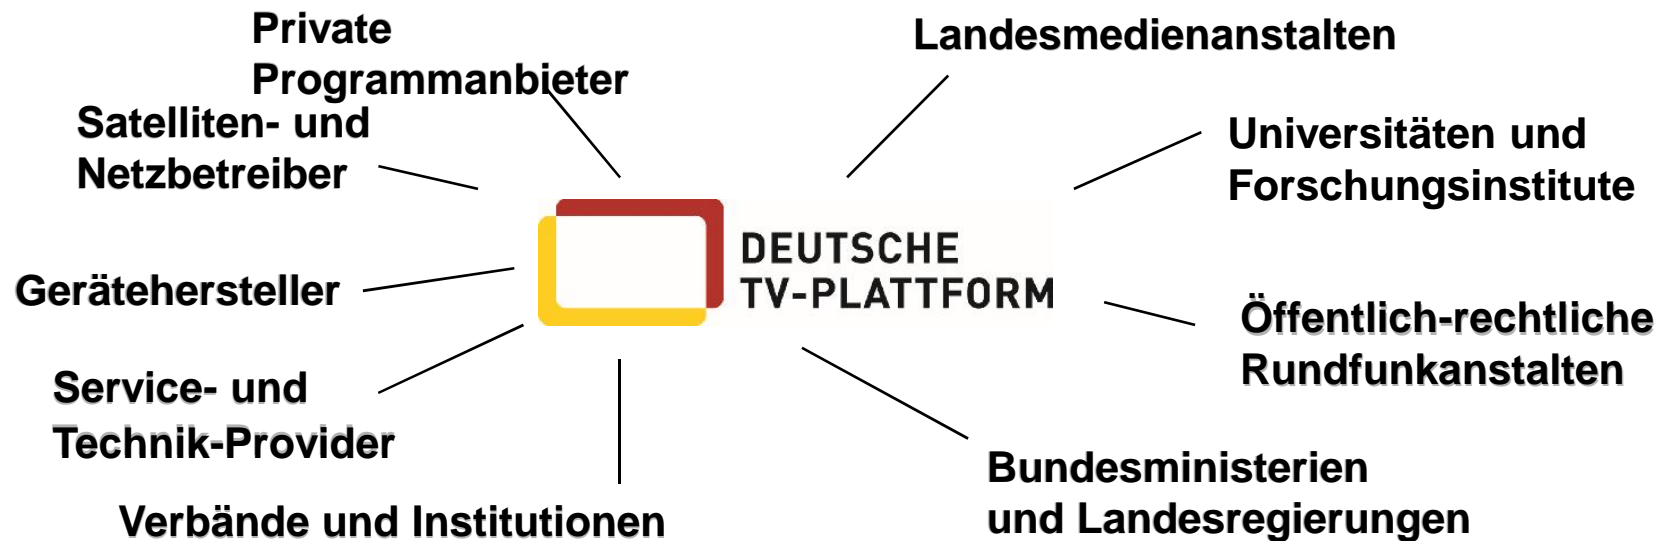 Private
Programmanbieter
Landesmedienanstalten
Satelliten- und
Netzbetreiber
Universitäten und
Forschungsinstitute
DEUTSCHE
TV-PLATTFORM
Gerätehersteller
Öffentlich-rechtliche
Rundfunkanstalten
Service- und
Technik-Provider
Bundesministerien
und Landesregierungen
Verbände und Institutionen